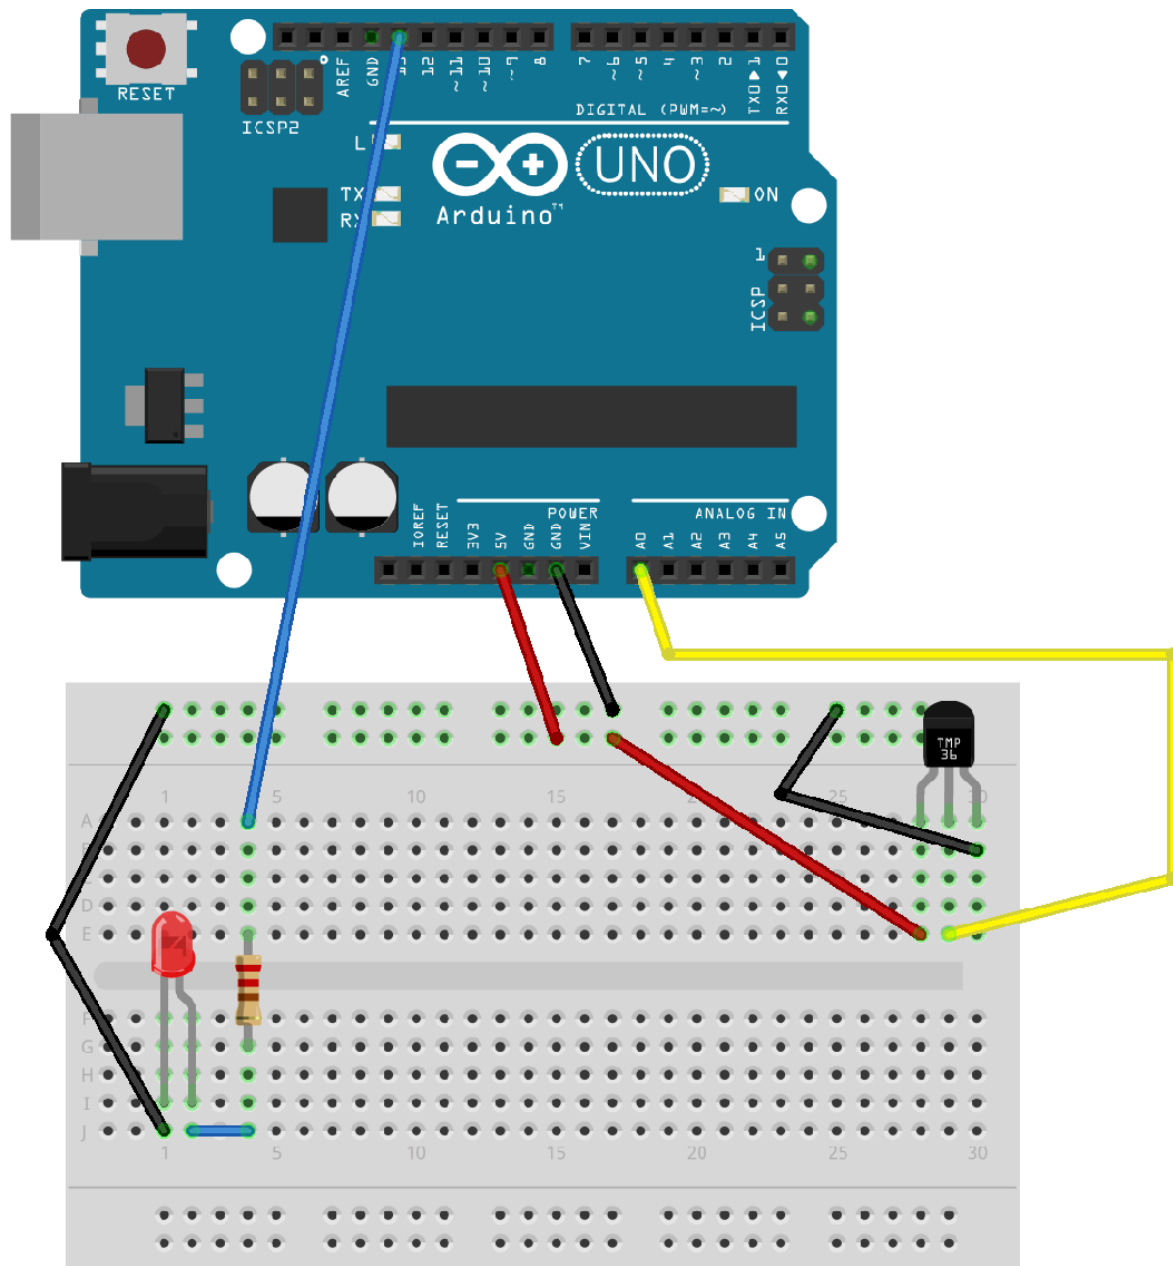 RESET
ICSP2
AREF
GND
13
12
~11
~10
~9
8
7
~6
~5
4
~3
2
TX0▶1
RX0◀0
DIGITAL (PWM=~)
L
TX
RX
UNO
Arduino™
ON
1
ICSP
POWER
ANALOG IN
IOREF
RESET
3V3
5V
GND
GND
VIN
A0
A1
A2
A3
A4
A5
TMP
36
1 5 10 15 20 25 30
A
D
E
F
G
H
I
J
1 5 10 15 20 25 30